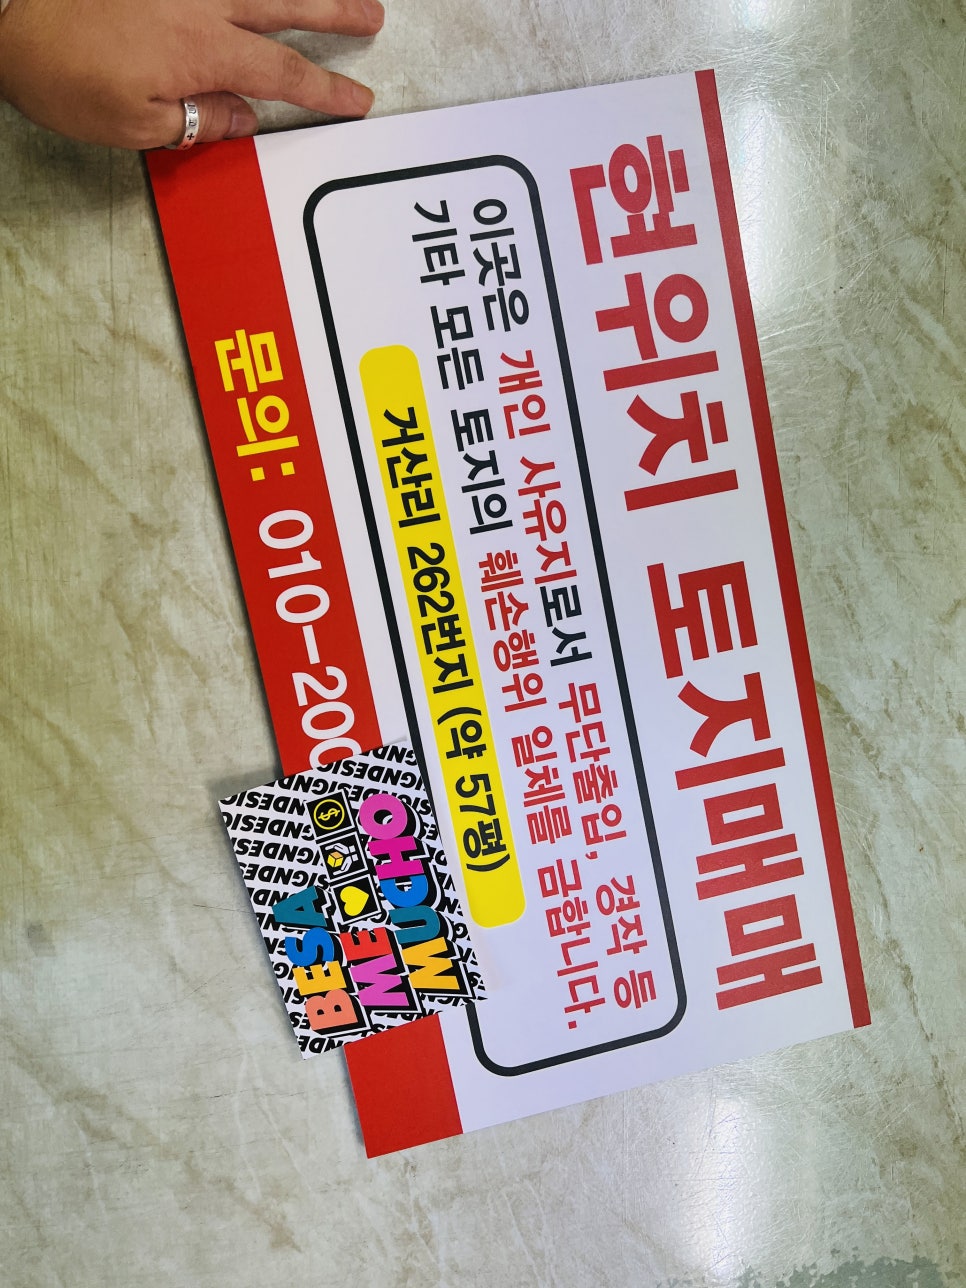 현위치 토지매매
이곳은 개인 사유지로서 무단출입, 경작 등
기타 모든 토지의 훼손행위 일체를 금합니다.
거산리 262번지 (약 57평)
문의: 010-200
BESA
ME
MUCHO
SIGNDESIGNDESIGN